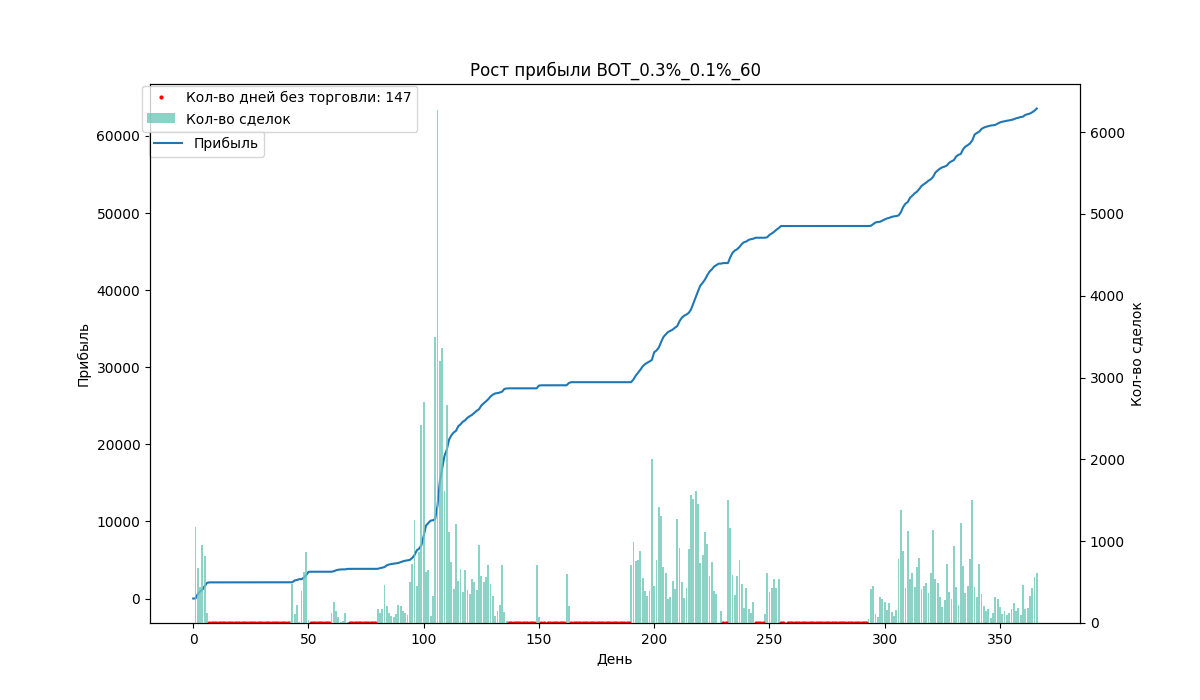 Рост прибыли BOT_0.3%_0.1%_60
Кол-во дней без торговли: 147
Кол-во сделок
Прибыль
60000
50000
40000
30000
20000
10000
0
Прибыль
6000
5000
4000
3000
2000
1000
0
Кол-во сделок
0 50 100 150 200 250 300 350
День